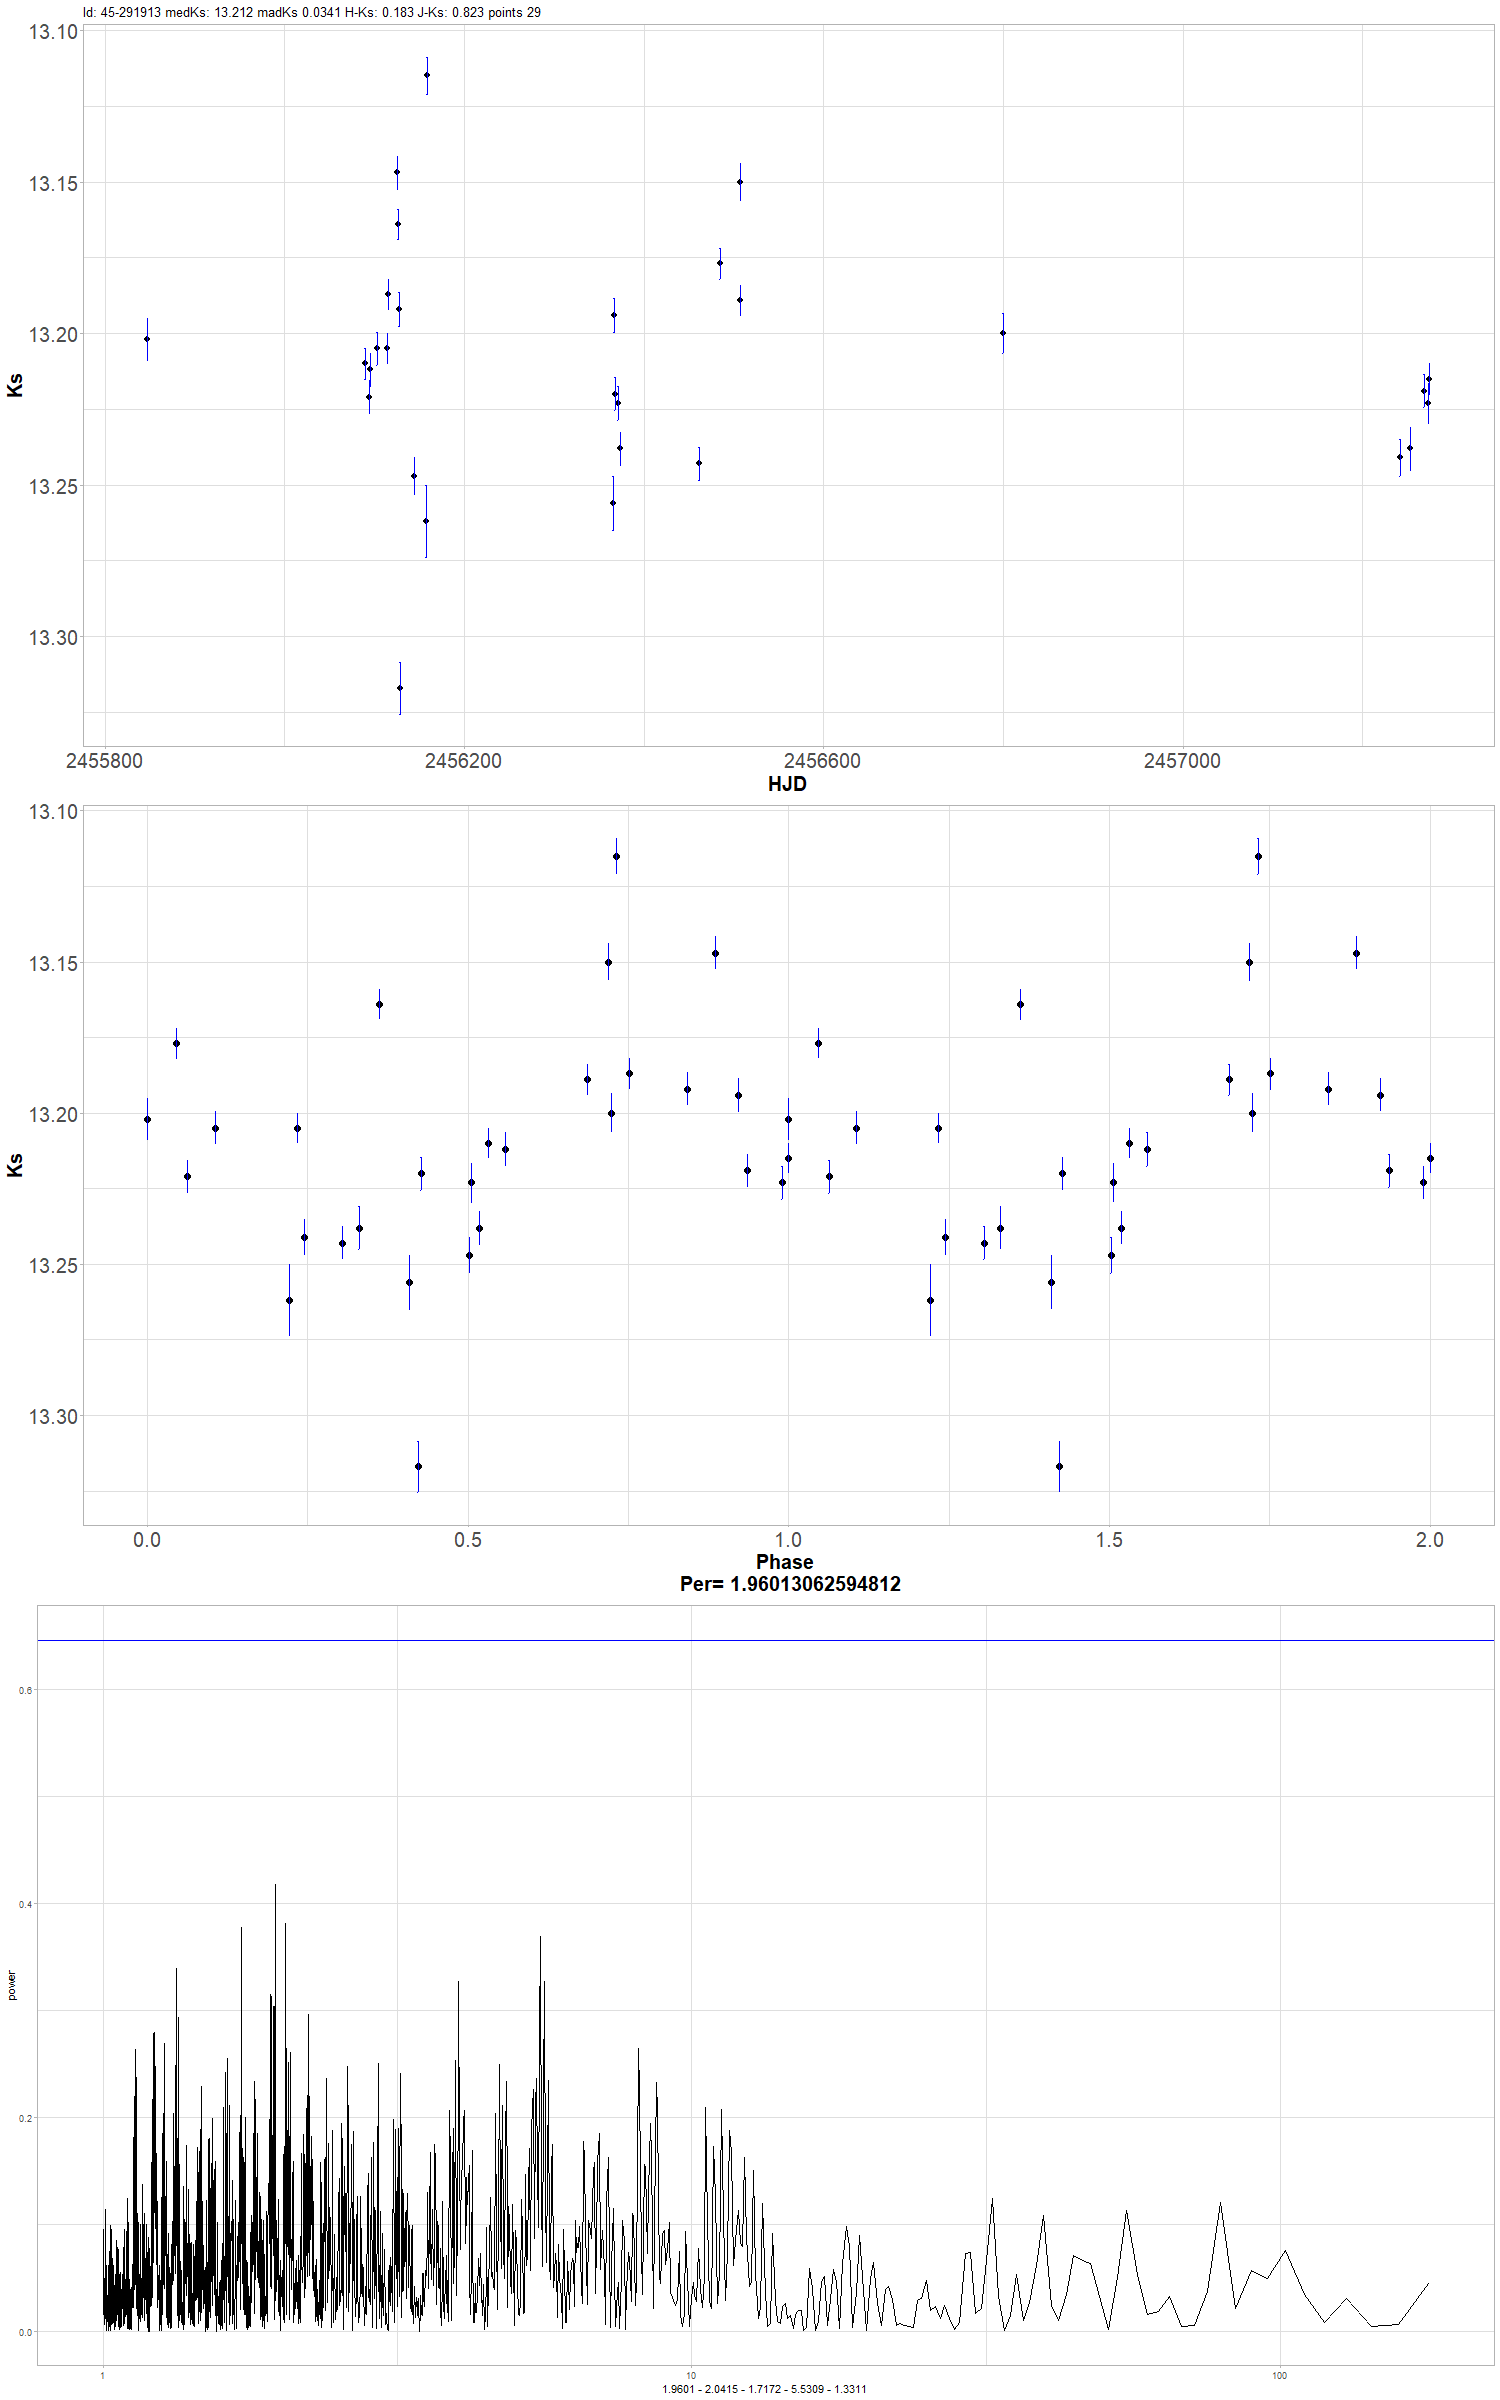 Id: 45-291913 medKs: 13.212 madKs 0.0341 H-Ks: 0.183 J-Ks: 0.823 points 29
13.10
13.15
13.20
13.25
13.30
Ks
2455800 2456200 2456600 2457000
HJD
13.10
13.15
13.20
13.25
13.30
Ks
0.0 0.5 1.0 1.5 2.0
Phase
Per= 1.96013062594812
0.6
0.4
0.2
0.0
power
1 10 100
1.9601 - 2.0415 - 1.7172 - 5.5309 - 1.3311